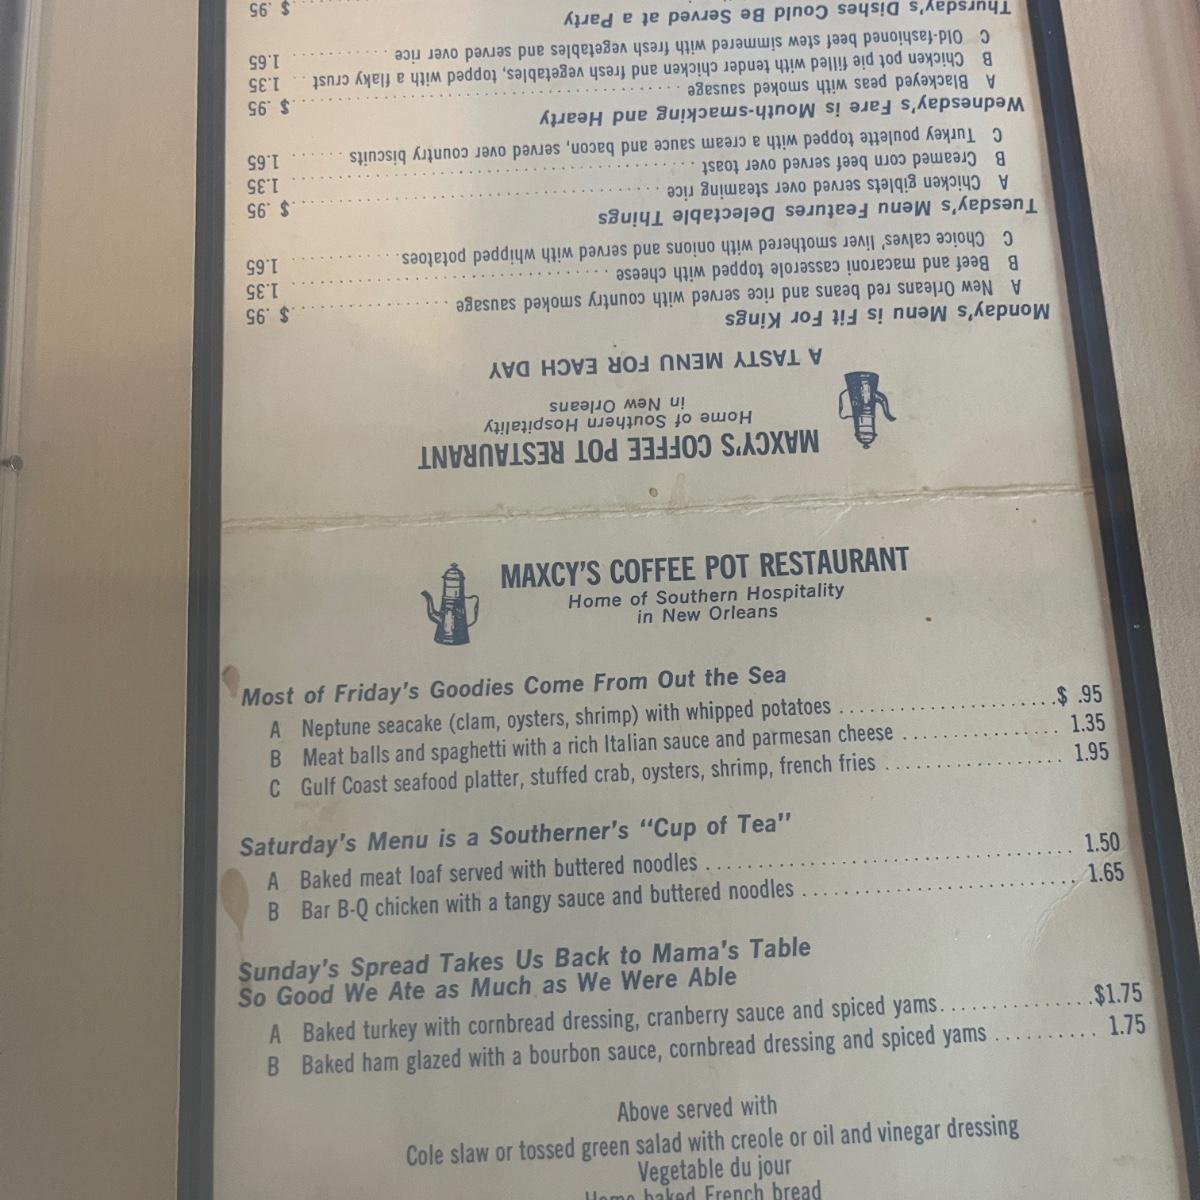 MAXCY'S COFFEE POT RESTAURANT
Home of Southern Hospitality
in New Orleans
A TASTY MENU FOR EACH DAY
Monday's Menu is Fit For Kings
A New Orleans red beans and rice served with country smoked sausage $ .95
B Beef and macaroni casserole topped with cheese 1.35
C Choice calves' liver smothered with onions and served with whipped potatoes 1.65
Tuesday's Menu Features Delectable Things
A Chicken giblets served over steaming rice $ .95
B Creamed corn beef served over toast 1.35
C Turkey poulette topped with a cream sauce and bacon, served over country biscuits 1.65
Wednesday's Fare is Mouth-smacking and Hearty
A Blackeyed peas with smoked sausage $ .95
B Chicken pot pie filled with tender chicken and fresh vegetables, topped with a flaky crust 1.35
C Old-fashioned beef stew simmered with fresh vegetables and served over rice 1.65
Thursday's Dishes Could Be Served at a Party
$ .95
MAXCY'S COFFEE POT RESTAURANT
Home of Southern Hospitality
in New Orleans
Most of Friday's Goodies Come From Out the Sea
A Neptune seacake (clam, oysters, shrimp) with whipped potatoes $ .95
B Meat balls and spaghetti with a rich Italian sauce and parmesan cheese 1.35
C Gulf Coast seafood platter, stuffed crab, oysters, shrimp, french fries 1.95
Saturday's Menu is a Southerner's "Cup of Tea"
A Baked meat loaf served with buttered noodles 1.50
B Bar B-Q chicken with a tangy sauce and buttered noodles 1.65
Sunday's Spread Takes Us Back to Mama's Table
So Good We Ate as Much as We Were Able
A Baked turkey with cornbread dressing, cranberry sauce and spiced yams $1.75
B Baked ham glazed with a bourbon sauce, cornbread dressing and spiced yams 1.75
Above served with
Cole slaw or tossed green salad with creole or oil and vinegar dressing
Vegetable du jour
Home baked French bread